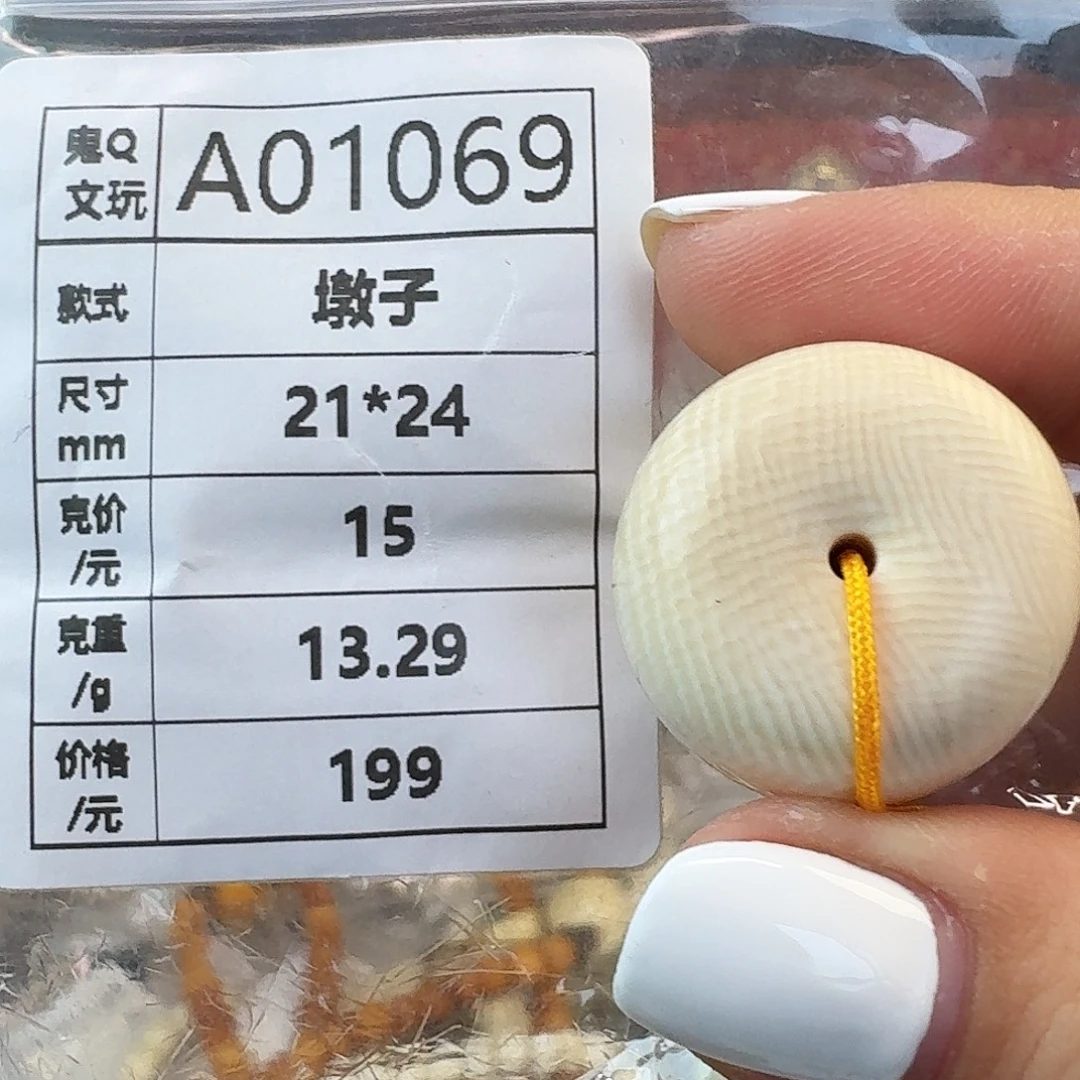 鬼Q
文玩
A01069
款式
墩子
尺寸
mm
21*24
克价
/元
15
克重
/g
13.29
价格
/元
199